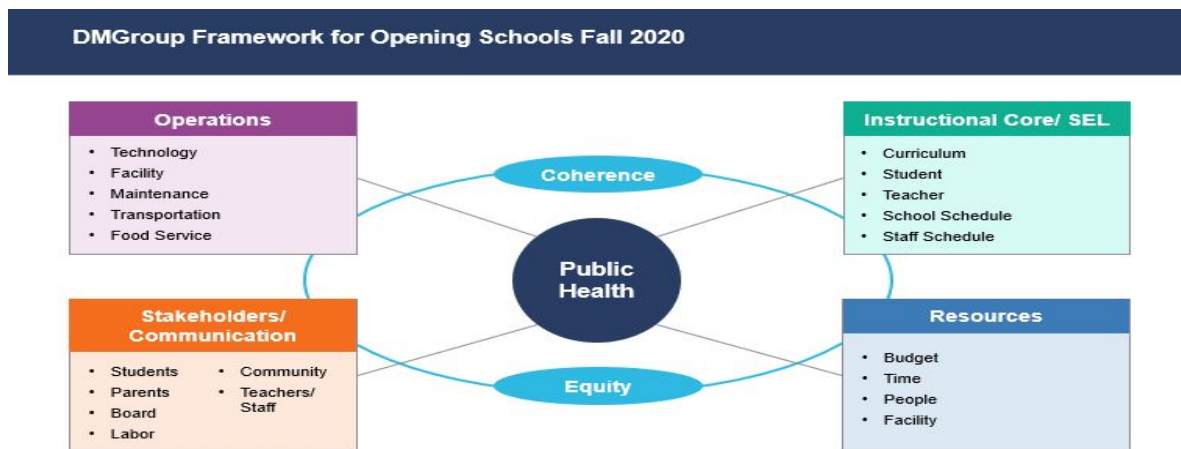 DMGroup Framework for Opening Schools Fall 2020
Operations
• Technology
• Facility
• Maintenance
• Transportation
• Food Service
Coherence
Instructional Core/ SEL
• Curriculum
• Student
• Teacher
• School Schedule
• Staff Schedule
Public
Health
Stakeholders/
Communication
• Students
• Parents
• Board
• Labor
• Community
• Teachers/
Staff
Equity
Resources
• Budget
• Time
• People
• Facility